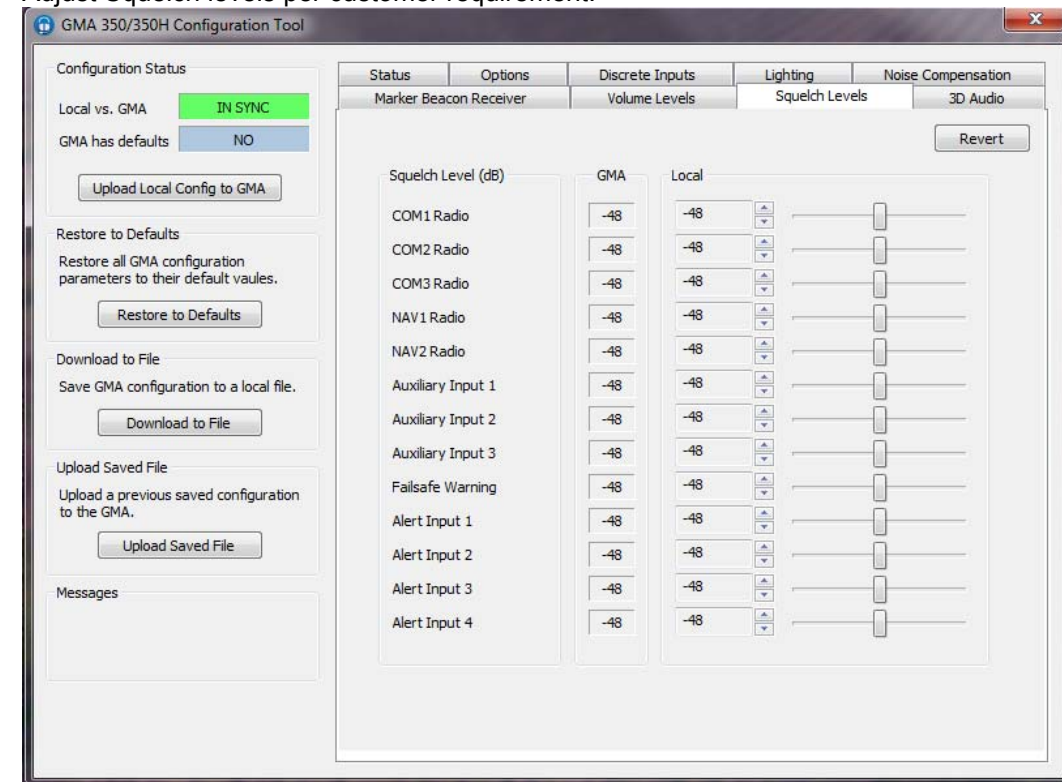 Adjust Squelch levels per customer requirement.
GMA 350/350H Configuration Tool
Configuration Status
Local vs. GMA IN SYNC
GMA has defaults NO
Upload Local Config to GMA
Restore to Defaults
Restore all GMA configuration
parameters to their default vaules.
Restore to Defaults
Download to File
Save GMA configuration to a local file.
Download to File
Upload Saved File
Upload a previous saved configuration
to the GMA.
Upload Saved File
Messages
Status Options Discrete Inputs Lighting Noise Compensation
Marker Beacon Receiver Volume Levels Squelch Levels 3D Audio
Revert
Squelch Level (dB) GMA Local
COM1 Radio -48 -48
COM2 Radio -48 -48
COM3 Radio -48 -48
NAV1 Radio -48 -48
NAV2 Radio -48 -48
Auxiliary Input 1 -48 -48
Auxiliary Input 2 -48 -48
Auxiliary Input 3 -48 -48
Failsafe Warning -48 -48
Alert Input 1 -48 -48
Alert Input 2 -48 -48
Alert Input 3 -48 -48
Alert Input 4 -48 -48